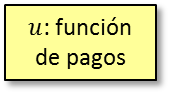 𝑢: función
de pagos